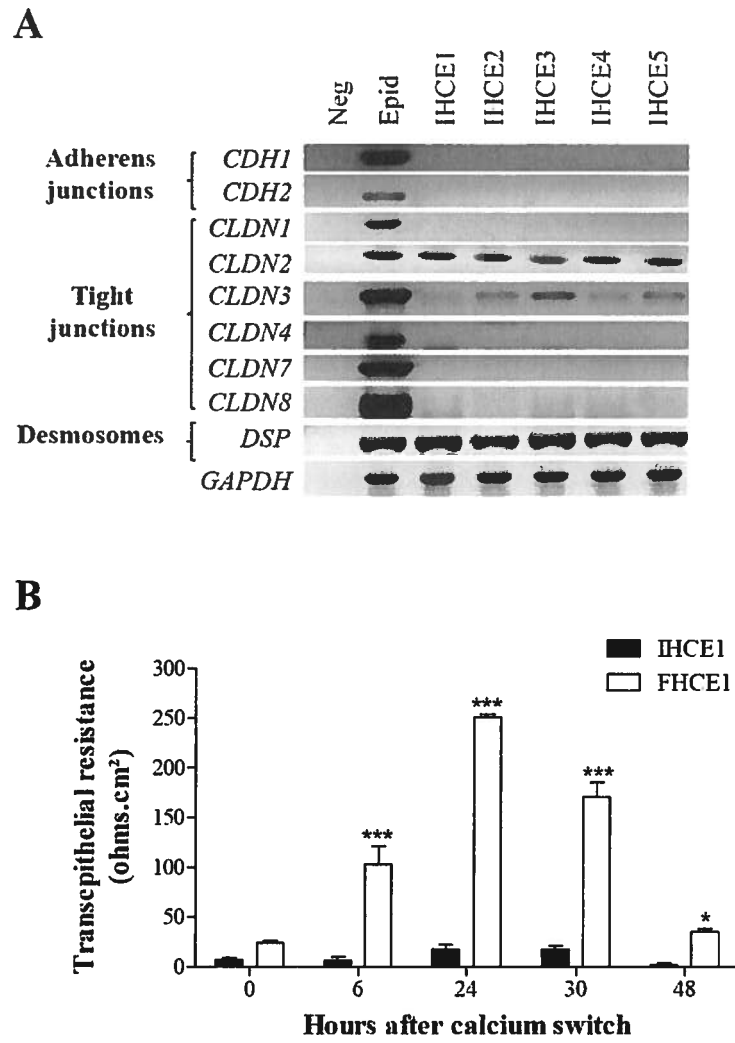 A
Neg
Epid
IHCE1
IHCE2
IHCE3
IHCE4
IHCE5
Adherens
junctions
CDH1
CDH2
Tight
junctions
CLDN1
CLDN2
CLDN3
CLDN4
CLDN7
CLDN8
Desmosomes
DSP
GAPDH
B
IHCE1
FHCE1
Transepithelial resistance
(ohms.cm²)
300
250
200
150
100
50
0
***
***
***
*
0
6
24
30
48
Hours after calcium switch